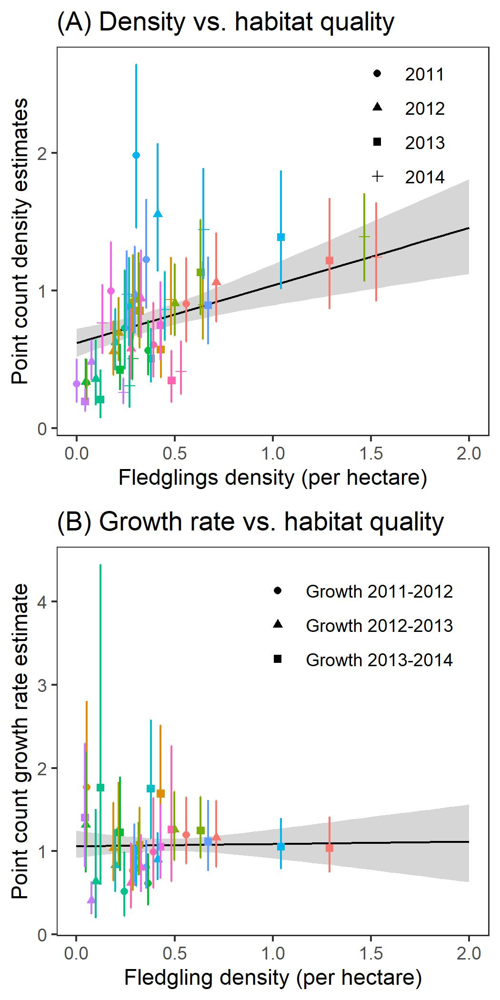 (A) Density vs. habitat quality
2011
2012
2013
2014
Point count density estimates
2
1
0
0.0 0.5 1.0 1.5 2.0
Fledglings density (per hectare)
(B) Growth rate vs. habitat quality
Growth 2011-2012
Growth 2012-2013
Growth 2013-2014
Point count growth rate estimate
4
3
2
1
0
0.0 0.5 1.0 1.5 2.0
Fledgling density (per hectare)